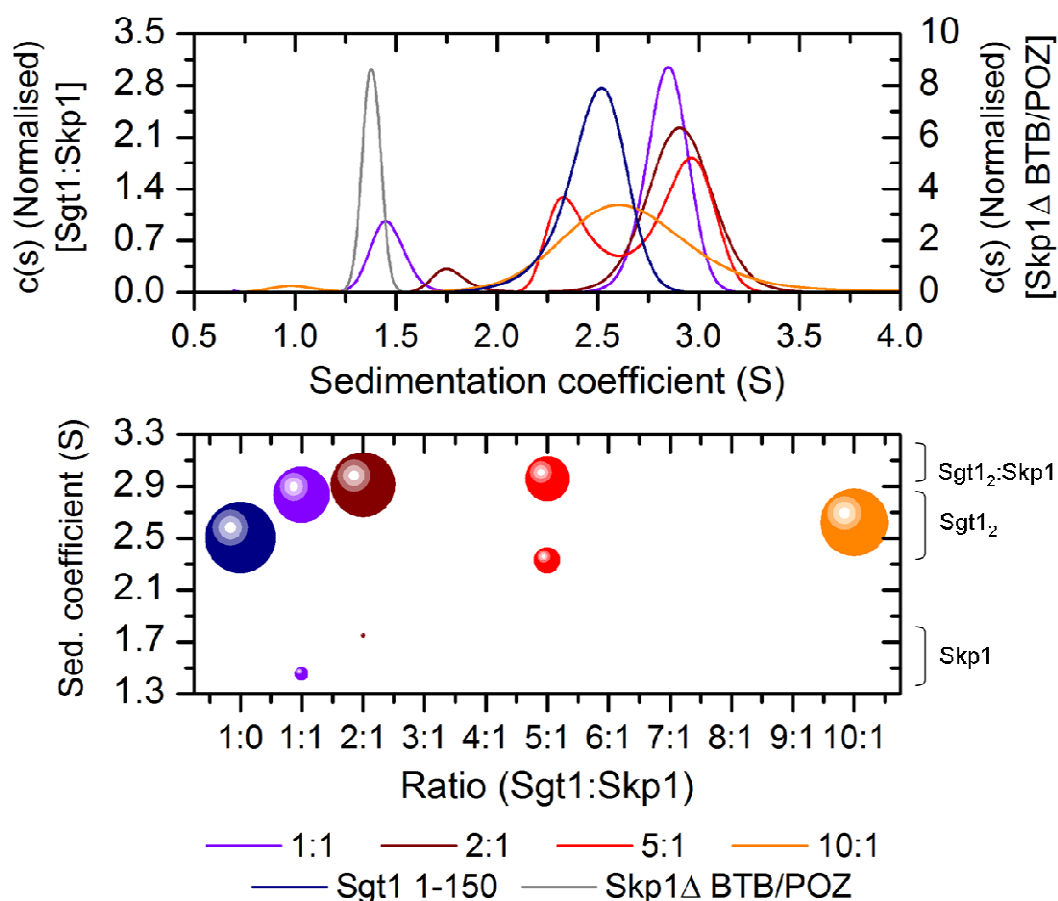 c(s) (Normalised)
[Sgt1:Skp1]
3.5
2.8
2.1
1.4
0.7
0.0
10
8
6
4
2
0
c(s) (Normalised)
[Skp1Δ BTB/POZ]
0.5 1.0 1.5 2.0 2.5 3.0 3.5 4.0
Sedimentation coefficient (S)
Sed. coefficient (S)
3.3
2.9
2.5
2.1
1.7
1.3
Sgt1₂:Skp1
Sgt1₂
Skp1
1:0 1:1 2:1 3:1 4:1 5:1 6:1 7:1 8:1 9:1 10:1
Ratio (Sgt1:Skp1)
1:1 2:1 5:1 10:1
Sgt1 1-150 Skp1Δ BTB/POZ